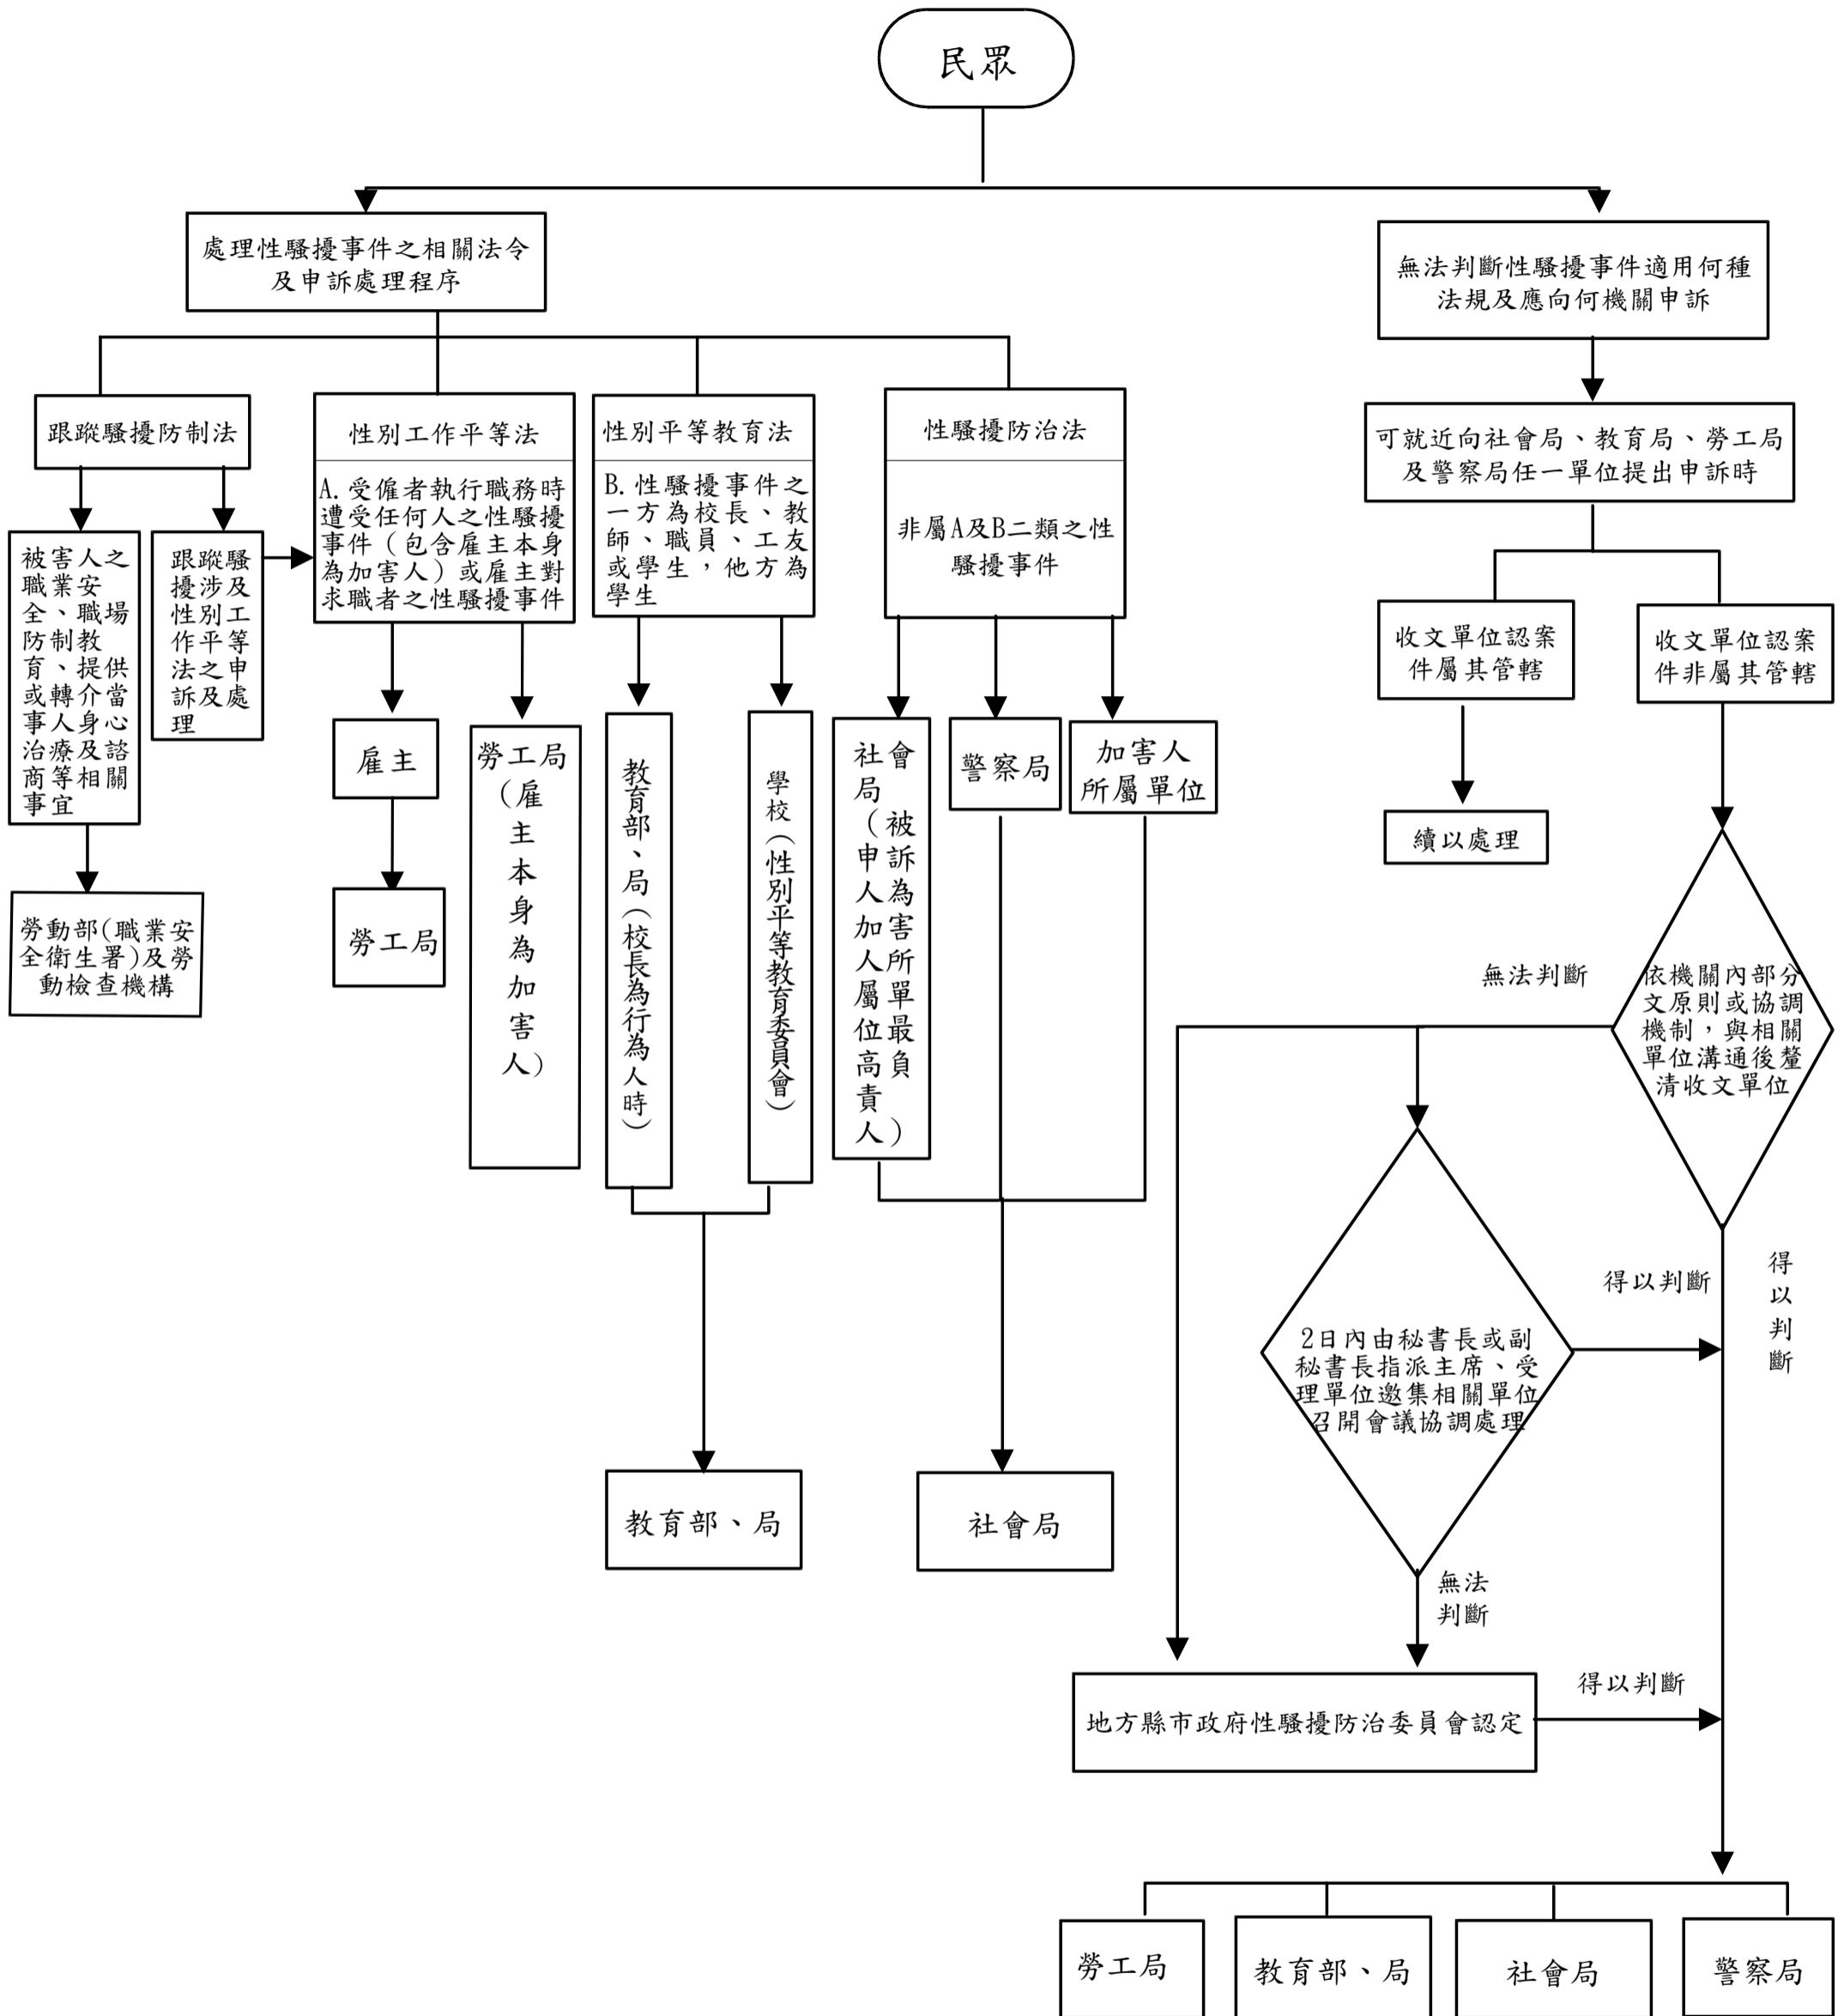 民眾
處理性騷擾事件之相關法令
及申訴處理程序
無法判斷性騷擾事件適用何種
法規及應向何機關申訴
跟蹤騷擾防制法
性別工作平等法
A.受僱者執行職務時
遭受任何人之性騷擾
事件（包含雇主本身
為加害人）或雇主對
求職者之性騷擾事件
性別平等教育法
B.性騷擾事件之
一方為校長、教
師、職員、工友
或學生，他方為
學生
性騷擾防治法
非屬A及B二類之性
騷擾事件
可就近向社會局、教育局、勞工局
及警察局任一單位提出申訴時
被害人之
職業安
全、職場
防制教
育、提供
或轉介當
事人身心
治療及諮
商等相關
事宜
跟蹤騷
擾涉及
性別工
作平等
法之申
訴及處
理
收文單位認案
件屬其管轄
收文單位認案
件非屬其管轄
雇主
勞工局
（雇
主
本
身
為
加
害
人）
教育部、局（校長為行為人時）
學校（性別平等教育委員會）
社會
局
（被
申訴
人為
加害
人所
屬單
位最
高負
責
人）
警察局
加害人
所屬單位
續以處理
勞動部(職業安
全衛生署)及勞
動檢查機構
勞工局
無法判斷
依機關內部分
文原則或協調
機制，與相關
單位溝通後釐
清收文單位
得以判斷
得
以
判
斷
2日內由秘書長或副
秘書長指派主席、受
理單位邀集相關單位
召開會議協調處理
教育部、局
社會局
無法
判斷
地方縣市政府性騷擾防治委員會認定
得以判斷
勞工局
教育部、局
社會局
警察局